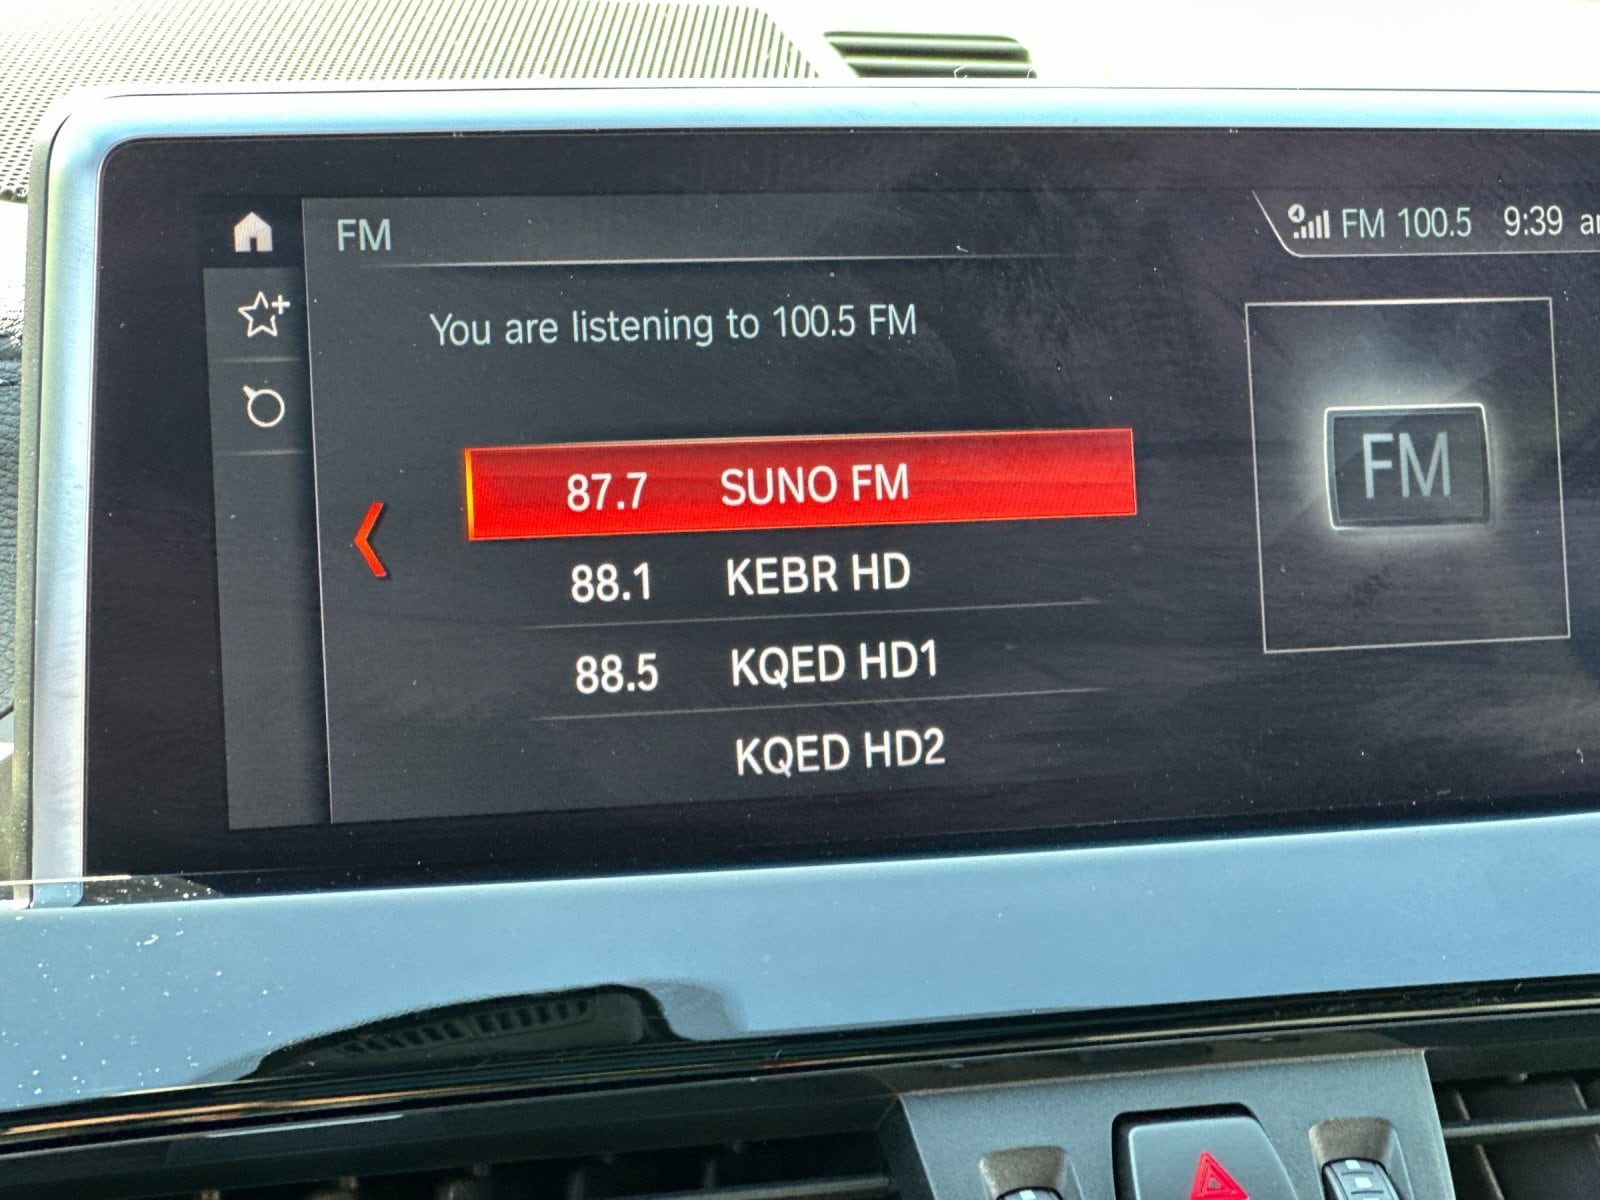 FM
FM 100.5 9:39
You are listening to 100.5 FM
FM
87.7 SUNO FM
88.1 KEBR HD
88.5 KQED HD1
KQED HD2